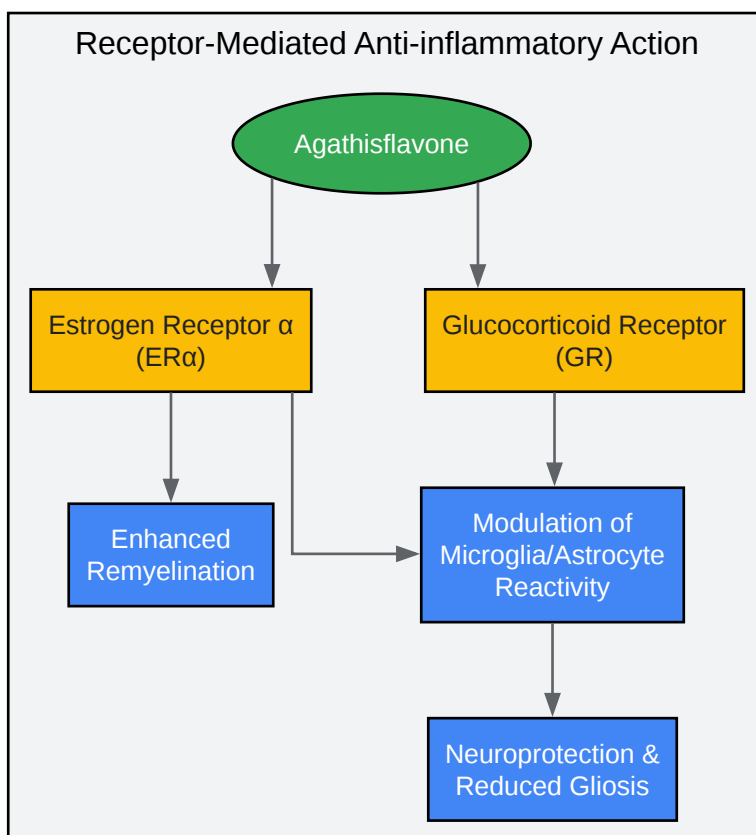 Receptor-Mediated Anti-inflammatory Action
Agathisflavone
Estrogen Receptor α
(ERα)
Glucocorticoid Receptor
(GR)
Enhanced
Remyelination
Modulation of
Microglia/Astrocyte
Reactivity
Neuroprotection &
Reduced Gliosis